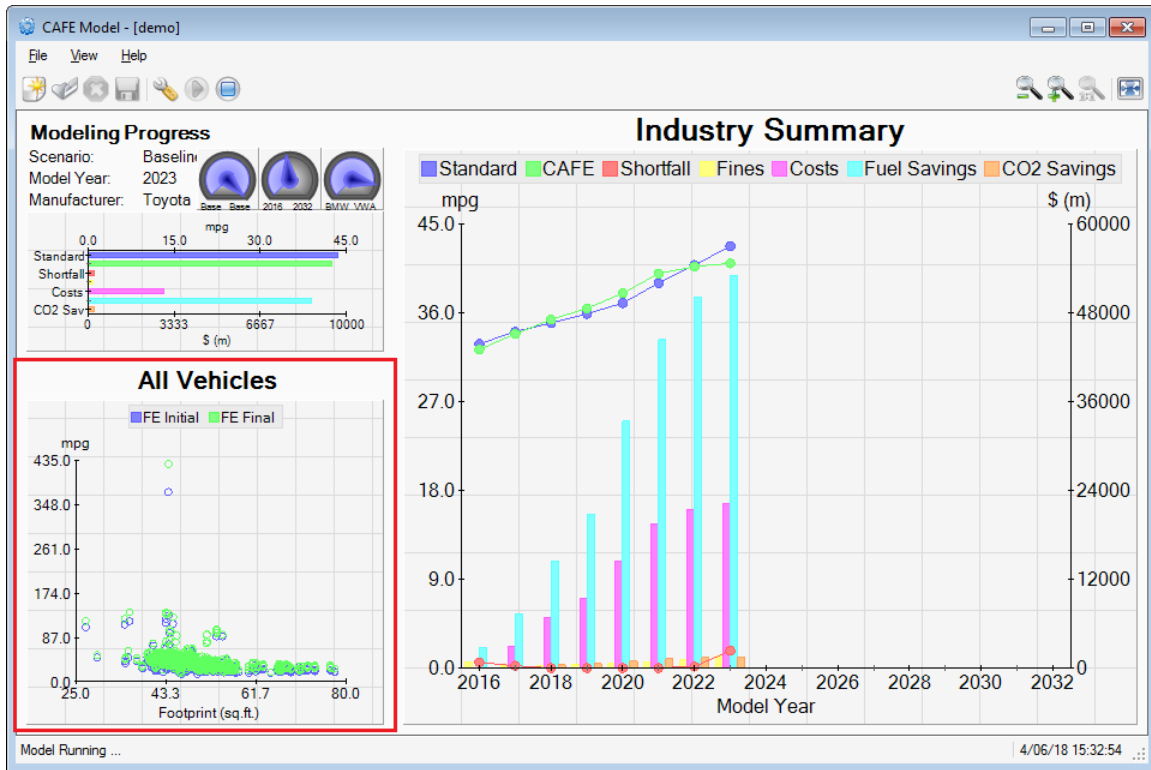 CAFE Model - [demo]
File View Help
Modeling Progress
Scenario: Baseline
Model Year: 2023
Manufacturer: Toyota
Base Base 2016 2032 BMW VWA
mpg
0.0 15.0 30.0 45.0
Standard
Shortfall
Costs
CO2 Sav
0 3333 6667 10000
$ (m)
All Vehicles
FE Initial FE Final
mpg
435.0
348.0
261.0
174.0
87.0
0.0
25.0 43.3 61.7 80.0
Footprint (sq.ft.)
Industry Summary
Standard CAFE Shortfall Fines Costs Fuel Savings CO2 Savings
mpg $ (m)
45.0 60000
36.0 48000
27.0 36000
18.0 24000
9.0 12000
0.0 0
2016 2018 2020 2022 2024 2026 2028 2030 2032
Model Year
Model Running ... 4/06/18 15:32:54